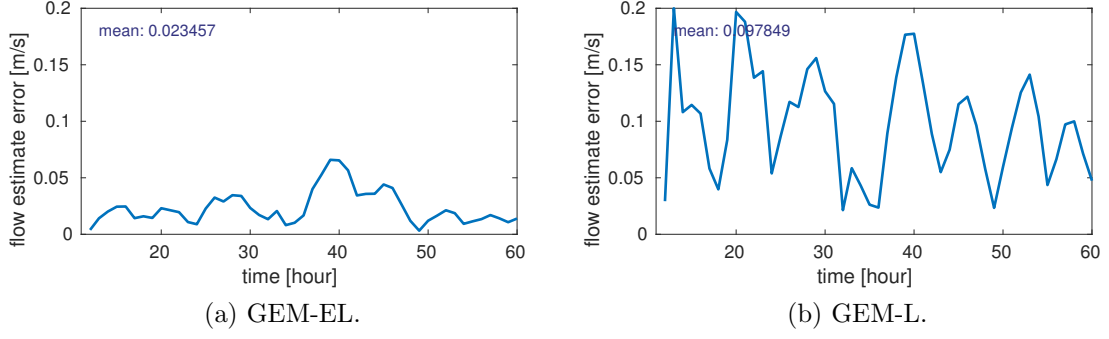 0.2
0.15
0.1
0.05
0
flow estimate error [m/s]
mean: 0.023457
20 30 40 50 60
time [hour]
(a) GEM-EL.
0.2
0.15
0.1
0.05
0
flow estimate error [m/s]
mean: 0.097849
20 30 40 50 60
time [hour]
(b) GEM-L.